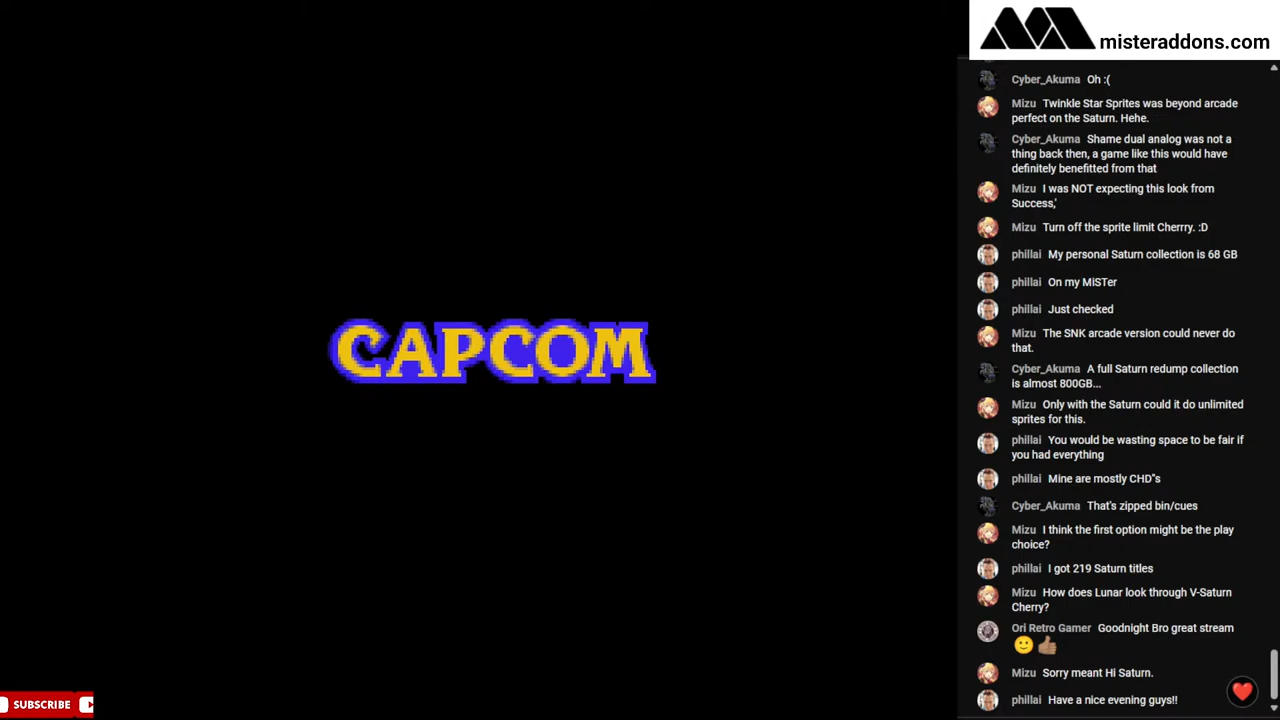 misteraddons.com
CAPCOM
Cyber_Akuma Oh :(
Mizu Twinkle Star Sprites was beyond arcade
perfect on the Saturn. Hehe.
Cyber_Akuma Shame dual analog was not a
thing back then, a game like this would have
definitely benefitted from that
Mizu I was NOT expecting this look from
Success,'
Mizu Turn off the sprite limit Cherrry. :D
phillai My personal Saturn collection is 68 GB
phillai On my MiSTer
phillai Just checked
Mizu The SNK arcade version could never do
that.
Cyber_Akuma A full Saturn redump collection
is almost 800GB...
Mizu Only with the Saturn could it do unlimited
sprites for this.
phillai You would be wasting space to be fair if
you had everything
phillai Mine are mostly CHD"s
Cyber_Akuma That's zipped bin/cues
Mizu I think the first option might be the play
choice?
phillai I got 219 Saturn titles
Mizu How does Lunar look through V-Saturn
Cherry?
Ori Retro Gamer Goodnight Bro great stream
🙂👍🏽
Mizu Sorry meant Hi Saturn.
phillai Have a nice evening guys!!
SUBSCRIBE